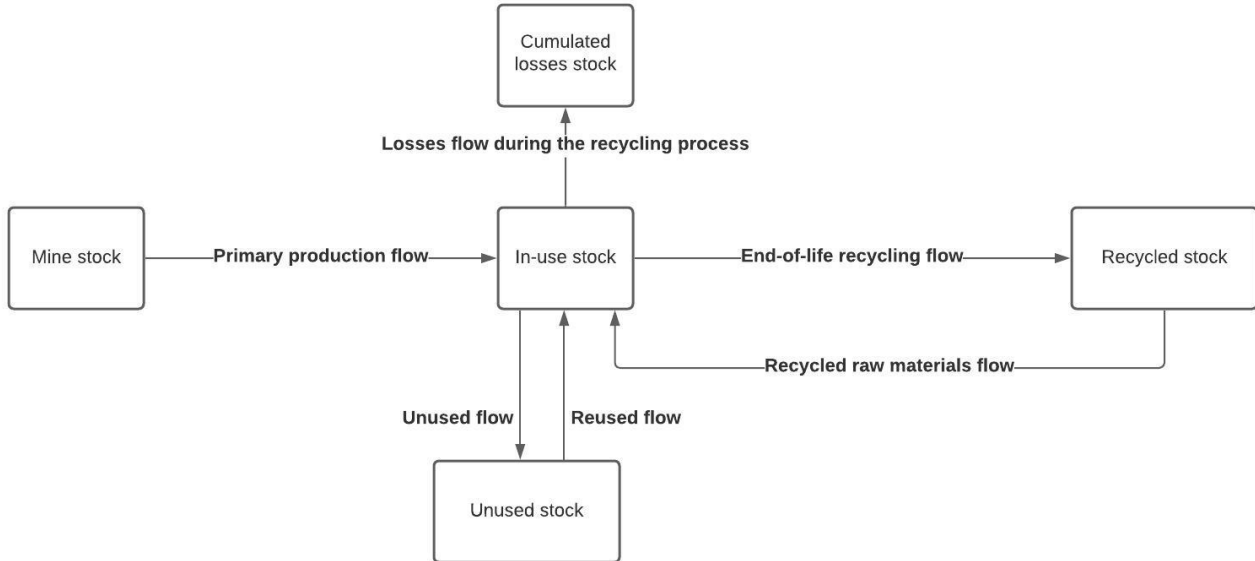 Cumulated
losses stock
Losses flow during the recycling process
Mine stock
Primary production flow
In-use stock
End-of-life recycling flow
Recycled stock
Recycled raw materials flow
Unused flow
Reused flow
Unused stock